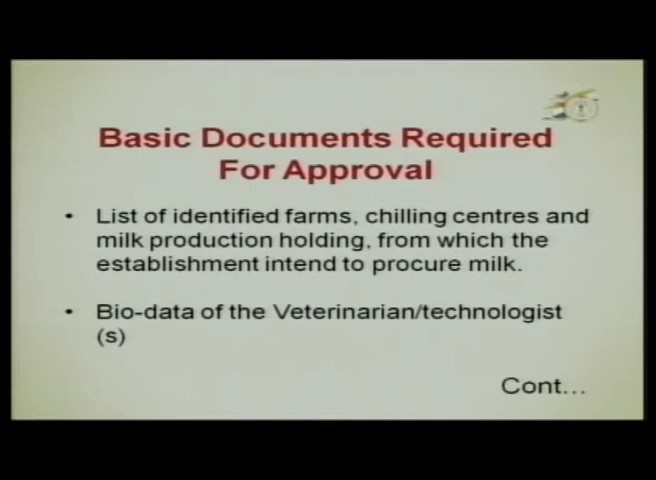 Basic Documents Required
For Approval
• List of identified farms, chilling centres and
milk production holding, from which the
establishment intend to procure milk.
• Bio-data of the Veterinarian/technologist
(s)
Cont...